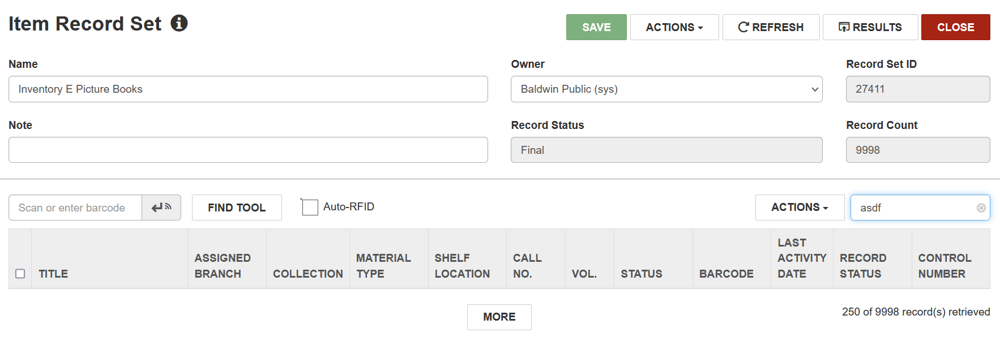 Item Record Set
SAVE
ACTIONS
REFRESH
RESULTS
CLOSE
Name
Owner
Record Set ID
Inventory E Picture Books
Baldwin Public (sys)
27411
Note
Record Status
Record Count
Final
9998
Scan or enter barcode
FIND TOOL
Auto-RFID
ACTIONS
asdf
TITLE
ASSIGNED
BRANCH
COLLECTION
MATERIAL
TYPE
SHELF
LOCATION
CALL
NO.
VOL.
STATUS
BARCODE
LAST
ACTIVITY
DATE
RECORD
STATUS
CONTROL
NUMBER
MORE
250 of 9998 record(s) retrieved